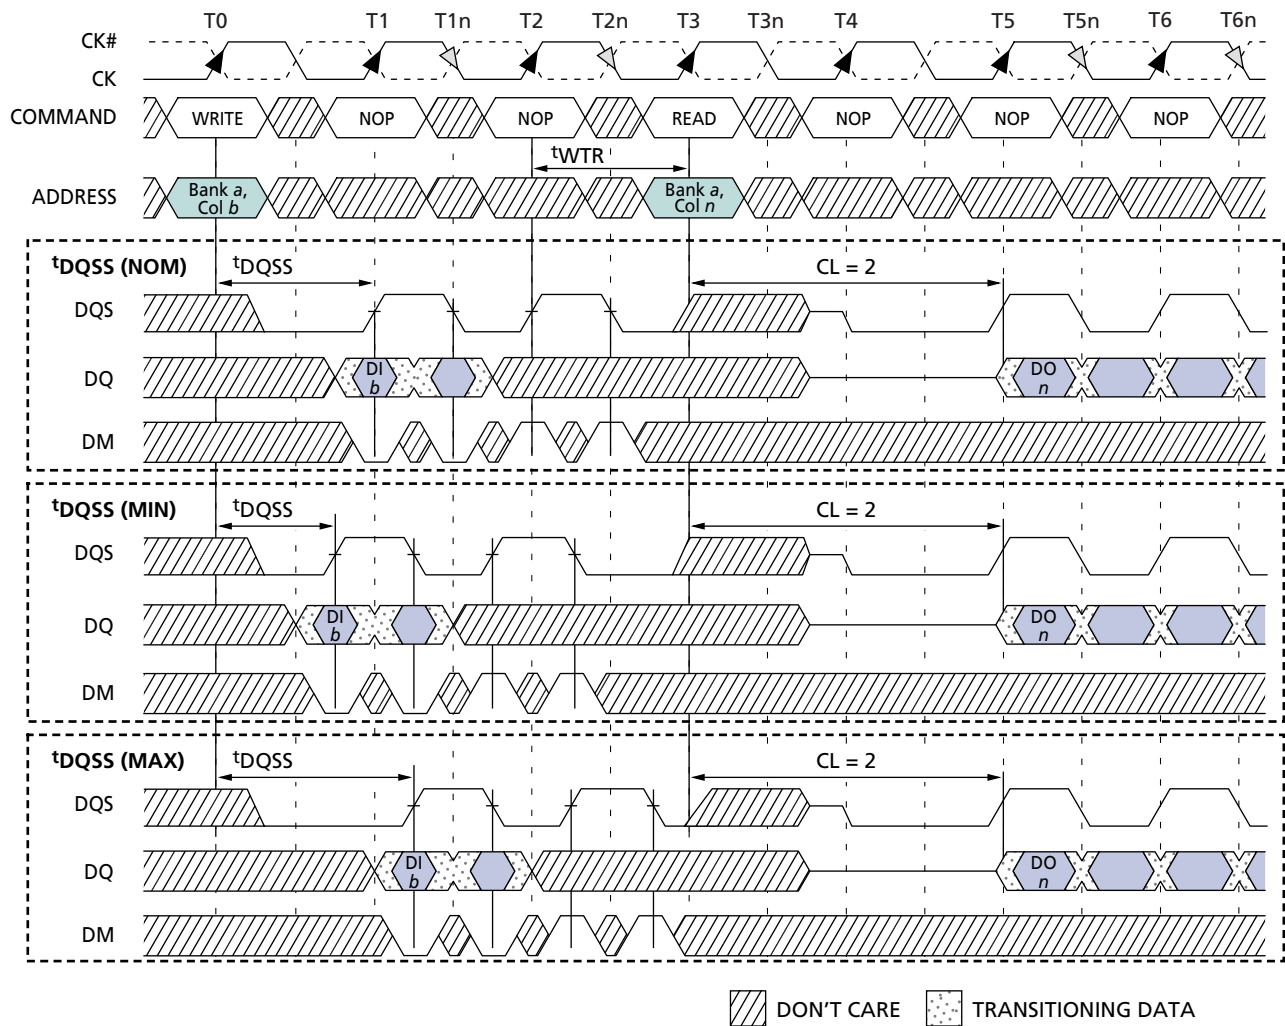 T0 T1 T1n T2 T2n T3 T3n T4 T5 T5n T6 T6n
CK#
CK
COMMAND WRITE NOP NOP READ NOP NOP NOP
tWTR
ADDRESS Bank a, Col b Bank a, Col n
tDQSS (NOM) tDQSS CL = 2
DQS
DQ DI b DO n
DM
tDQSS (MIN) tDQSS CL = 2
DQS
DQ DI b DO n
DM
tDQSS (MAX) tDQSS CL = 2
DQS
DQ DI b DO n
DM
DON'T CARE TRANSITIONING DATA